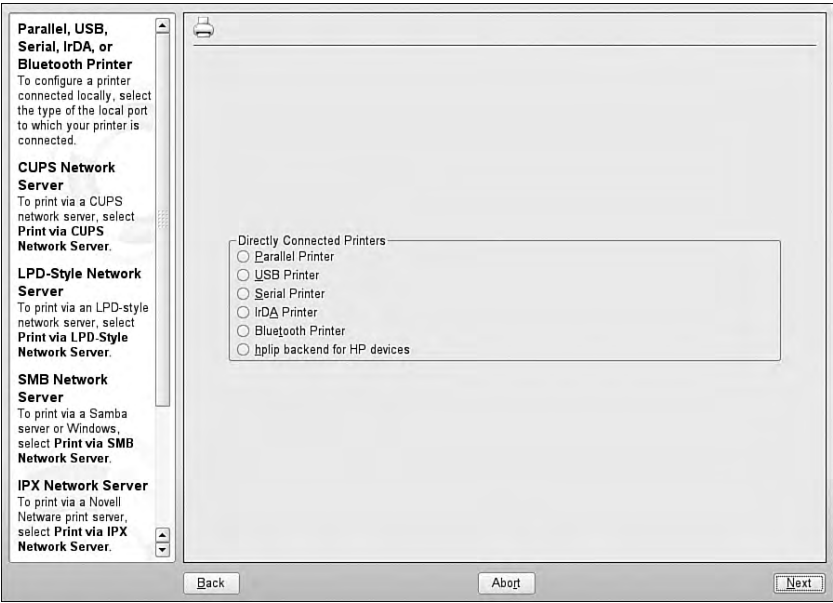 Parallel, USB,
Serial, IrDA, or
Bluetooth Printer
To configure a printer
connected locally, select
the type of the local port
to which your printer is
connected.
CUPS Network
Server
To print via a CUPS
network server, select
Print via CUPS
Network Server.
LPD-Style Network
Server
To print via an LPD-style
network server, select
Print via LPD-Style
Network Server.
SMB Network
Server
To print via a Samba
server or Windows,
select Print via SMB
Network Server.
IPX Network Server
To print via a Novell
Netware print server,
select Print via IPX
Network Server.
Directly Connected Printers
Parallel Printer
USB Printer
Serial Printer
IrDA Printer
Bluetooth Printer
hplip backend for HP devices
Back
Abort
Next